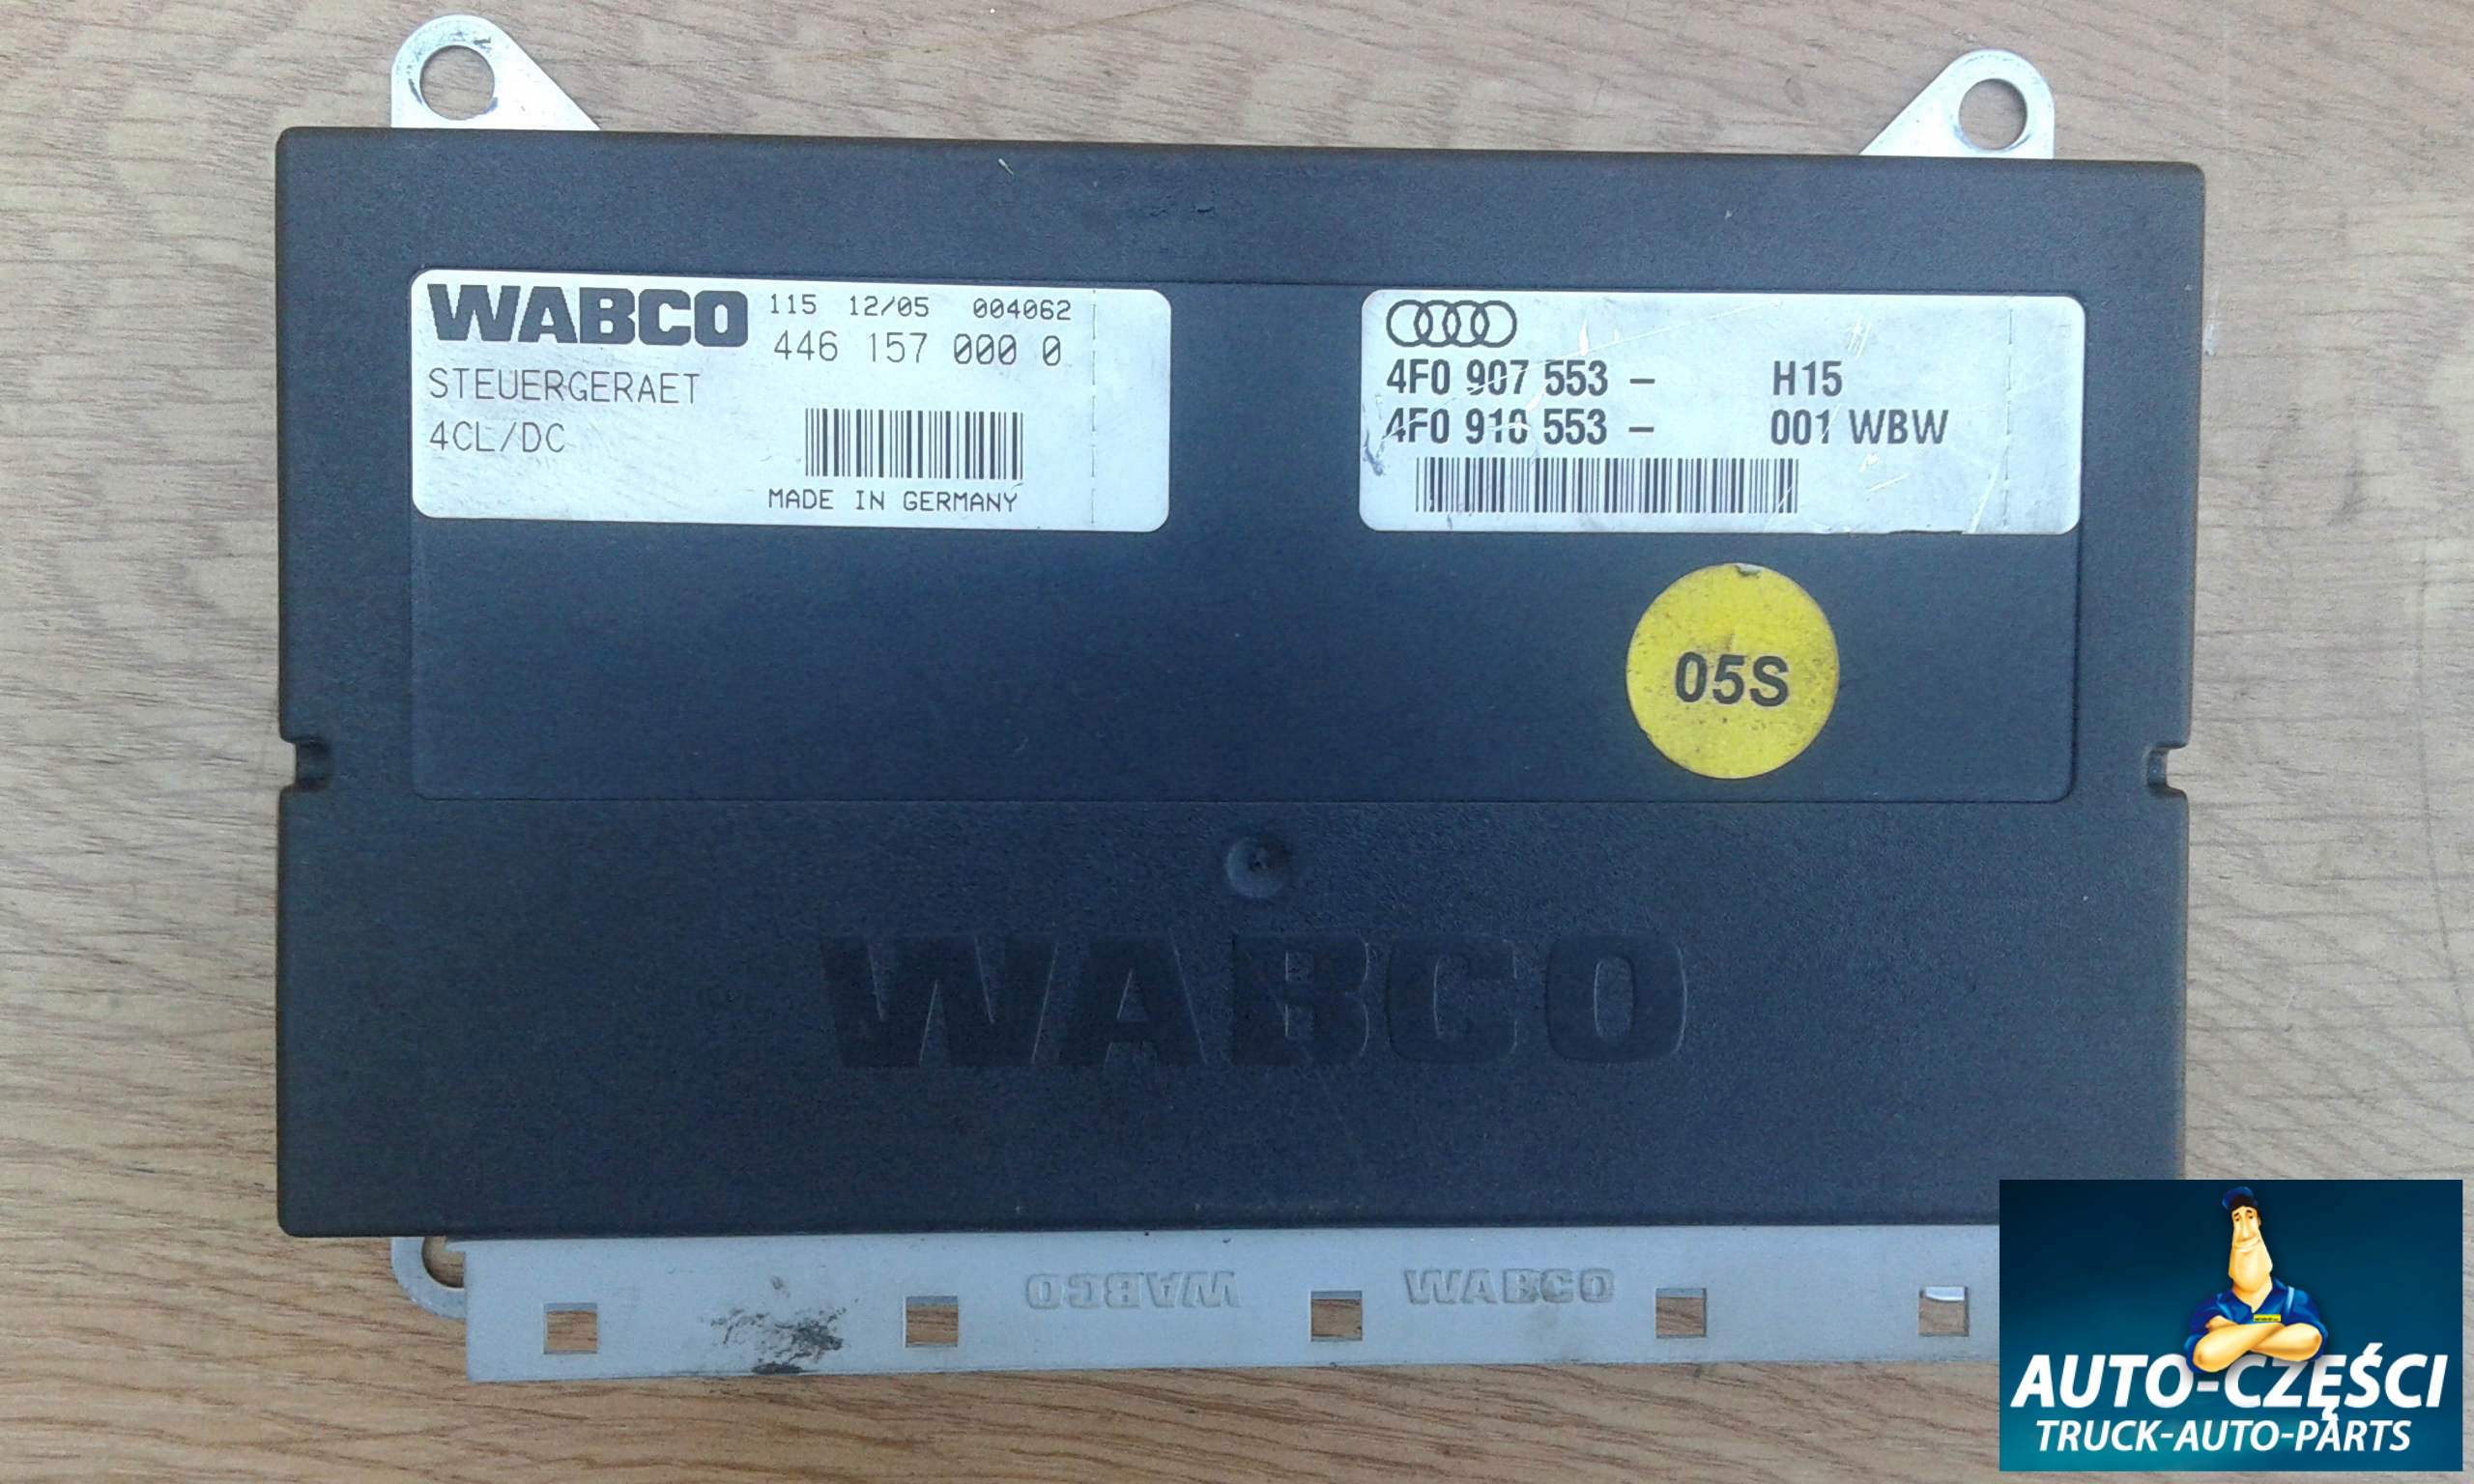 WABCO 115 12/05 004062
446 157 000 0
STEUERGERAET
4CL/DC
MADE IN GERMANY
4F0 907 553 – H15
4F0 910 553 – 001 WBW
05S
WABCO
WABCO WABCO
AUTO-CZĘŚCI
TRUCK-AUTO-PARTS